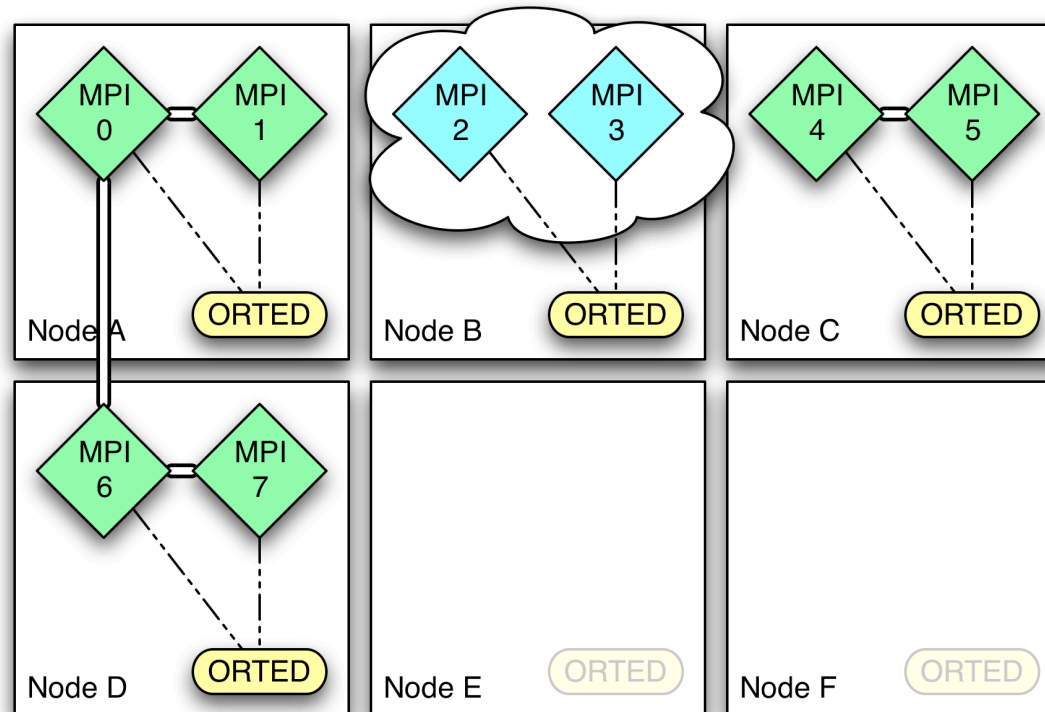 MPI
0
MPI
1
ORTED
Node A
MPI
2
MPI
3
ORTED
Node B
MPI
4
MPI
5
ORTED
Node C
MPI
6
MPI
7
ORTED
Node D
ORTED
Node E
ORTED
Node F